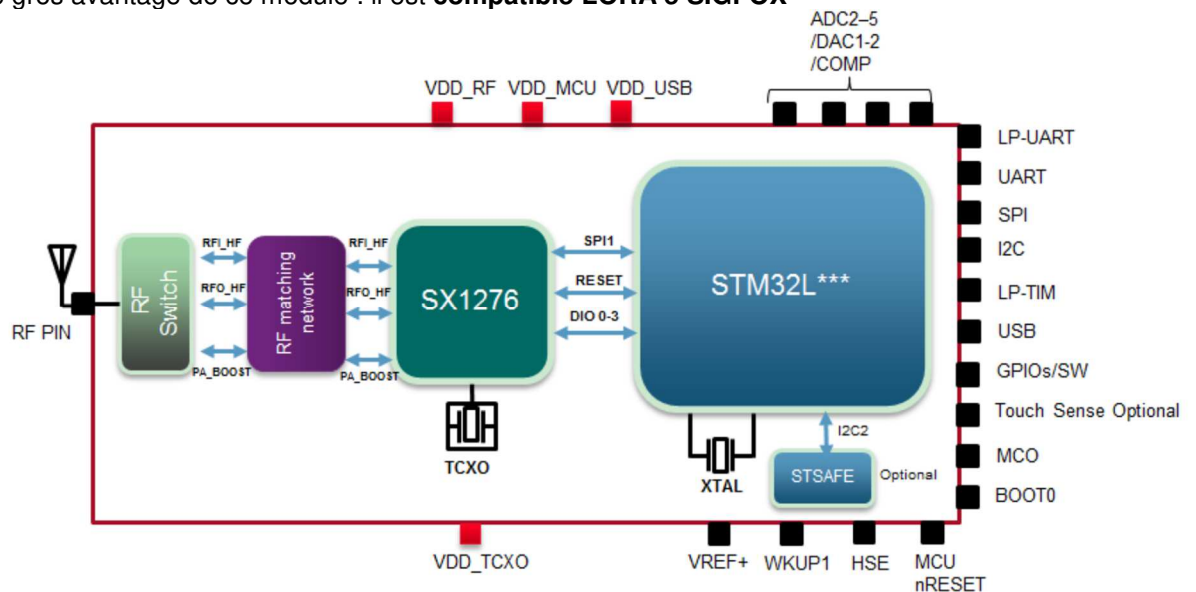 gros avantage de ce module : il est compatible LORA & SIGFOX
ADC2–5
/DAC1-2
/COMP
VDD_RF VDD_MCU VDD_USB
LP-UART
UART
SPI
I2C
LP-TIM
USB
GPIOs/SW
Touch Sense Optional
MCO
BOOT0
RF PIN
RF
Switch
RFI_HF
RFO_HF
PA_BOOST
RF matching
network
RFI_HF
RFO_HF
PA_BOOST
SX1276
TCXO
SPI1
RESET
DIO 0-3
STM32L***
XTAL
I2C2
STSAFE
Optional
VDD_TCXO
VREF+
WKUP1
HSE
MCU
nRESET